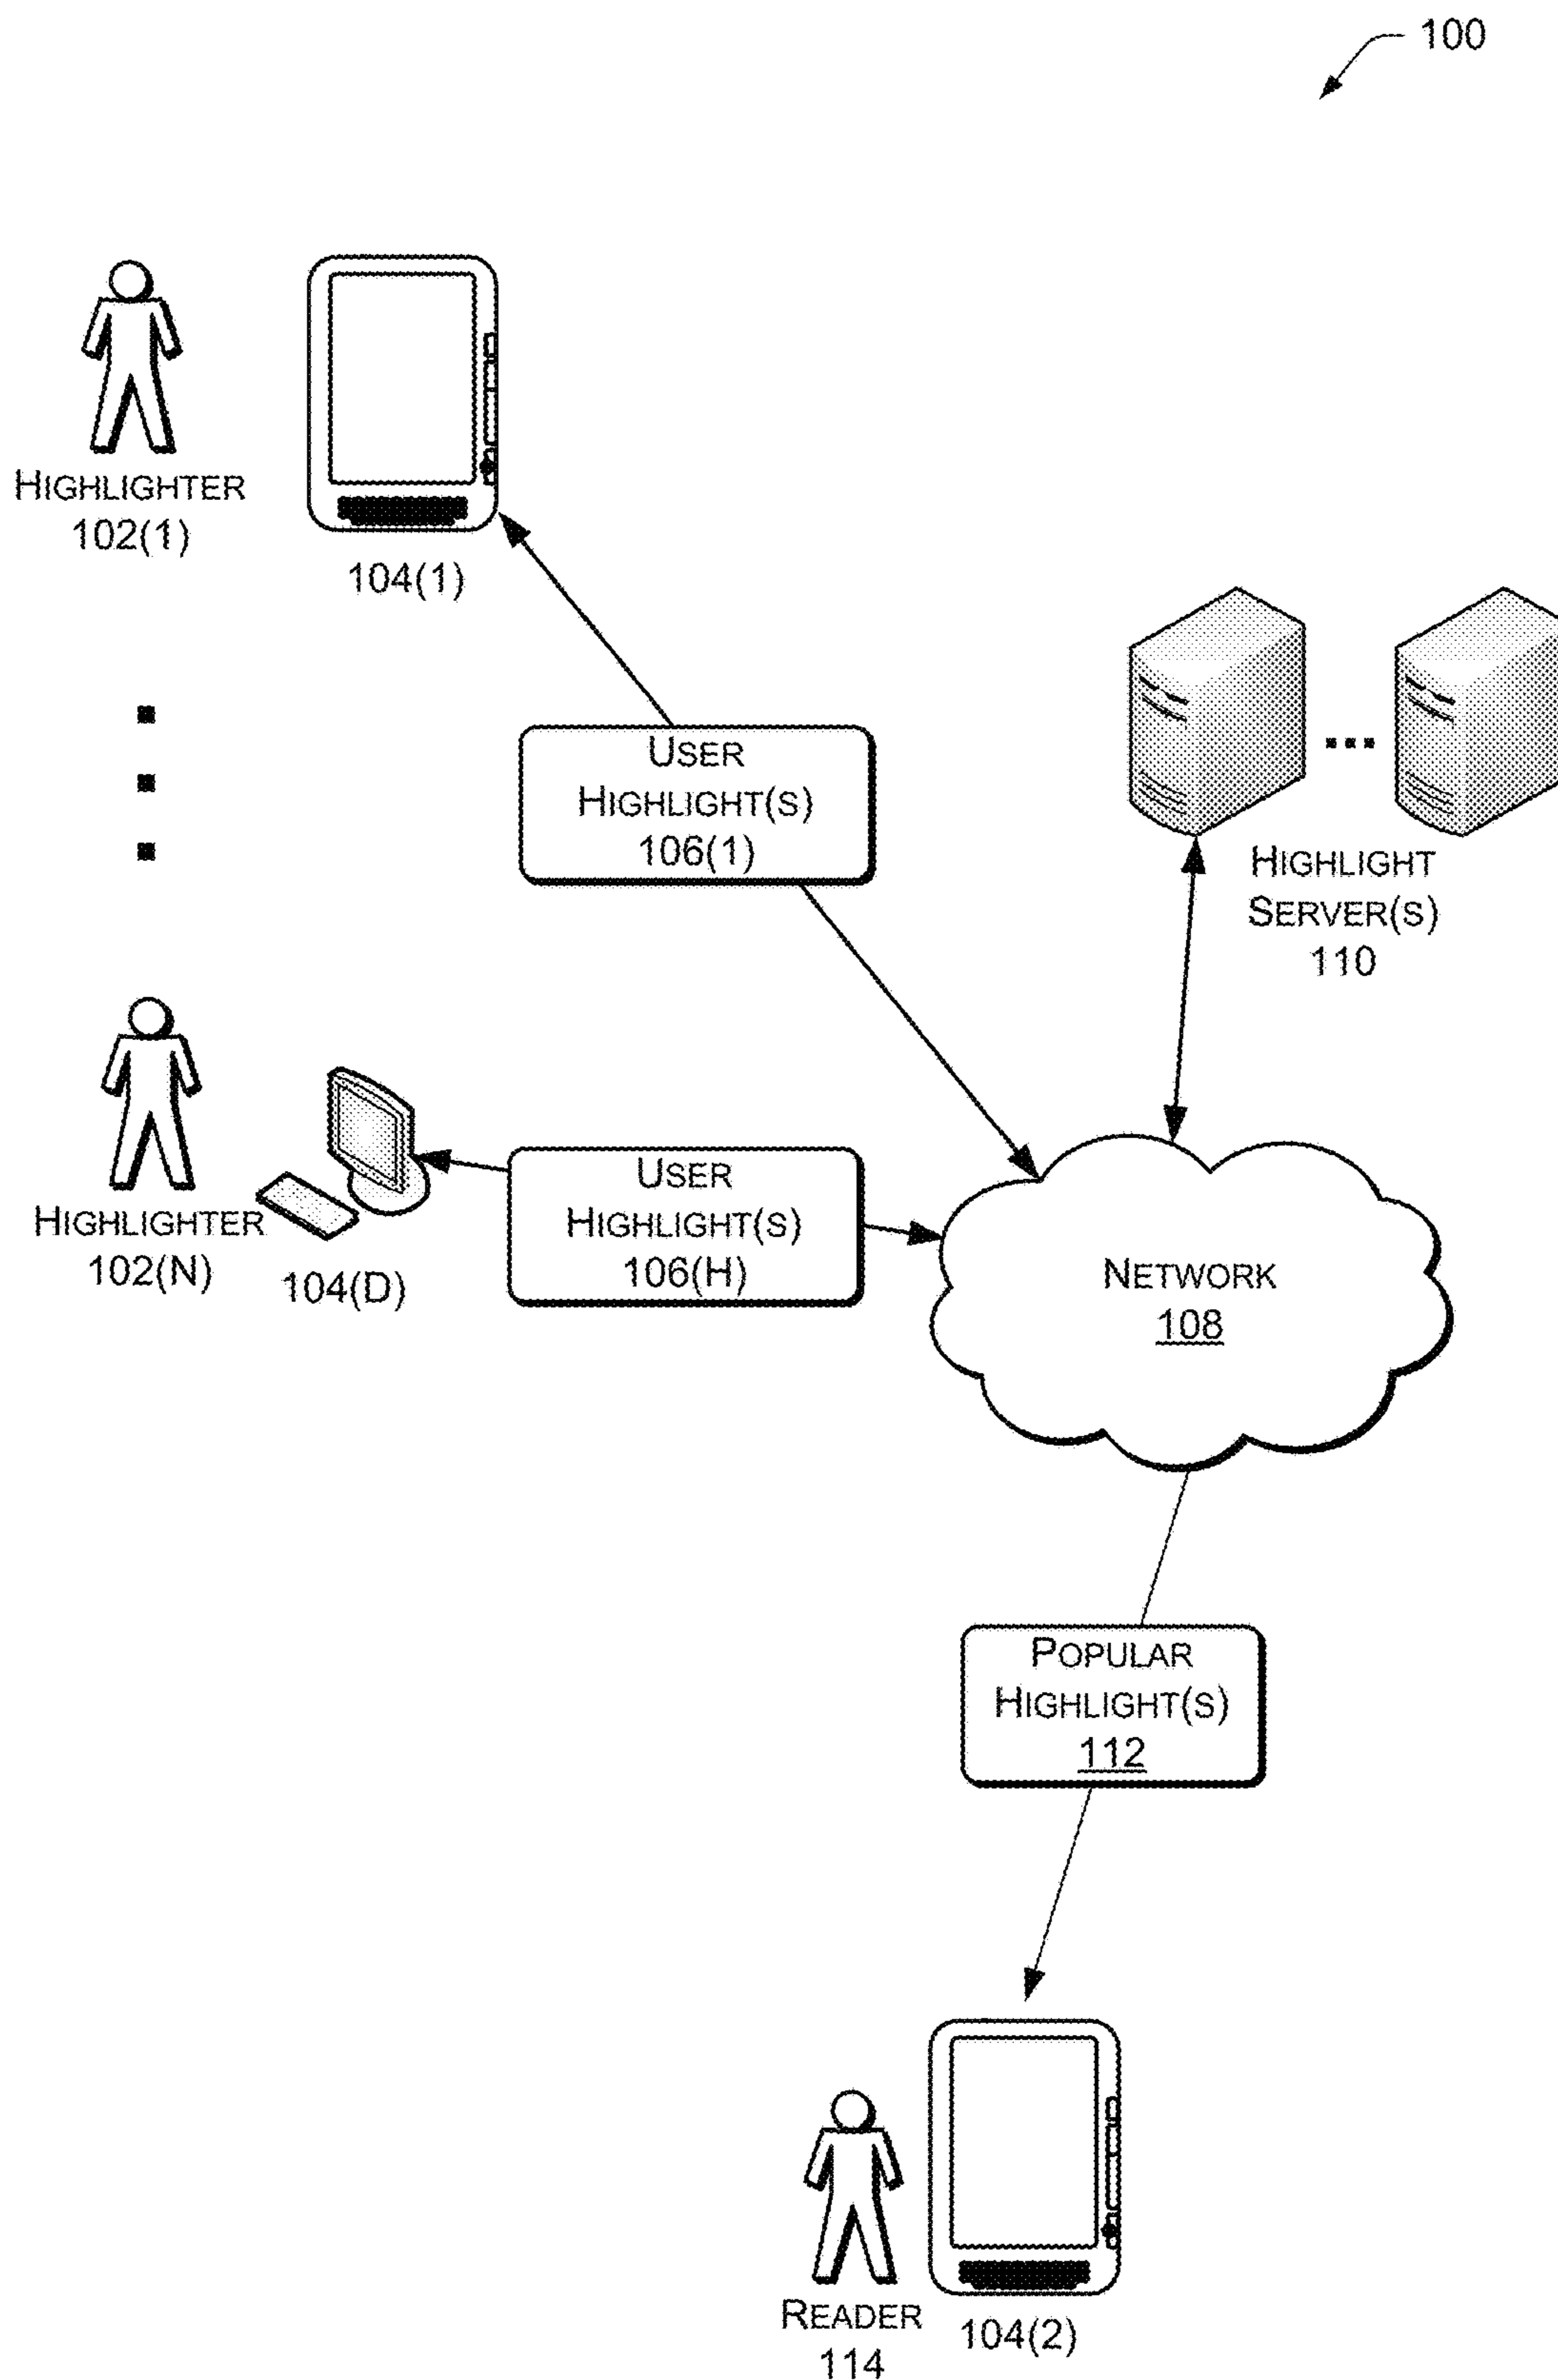 100
HIGHLIGHTER
102(1)
104(1)
USER
HIGHLIGHT(S)
106(1)
HIGHLIGHT
SERVER(S)
110
HIGHLIGHTER
102(N)
104(D)
USER
HIGHLIGHT(S)
106(H)
NETWORK
108
POPULAR
HIGHLIGHT(S)
112
READER
114
104(2)